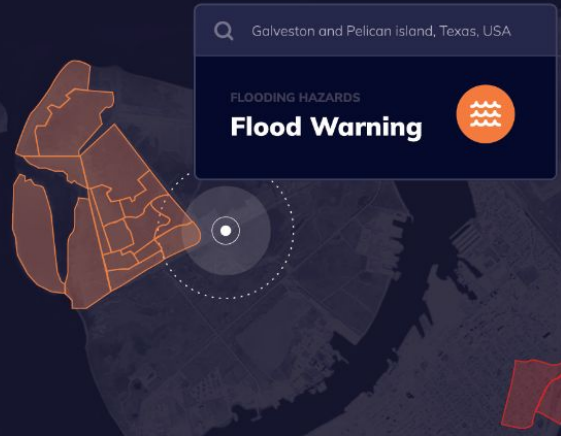 Galveston and Pelican island, Texas, USA
FLOODING HAZARDS
Flood Warning